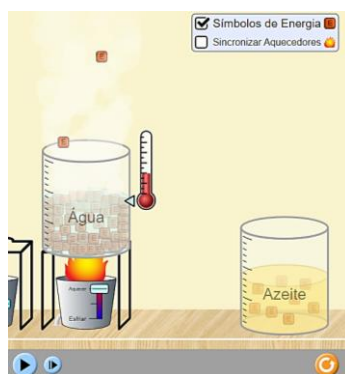 Símbolos de Energia E
Sincronizar Aquecedores
E
E
Água
Aquecer
Esfriar
Azeite